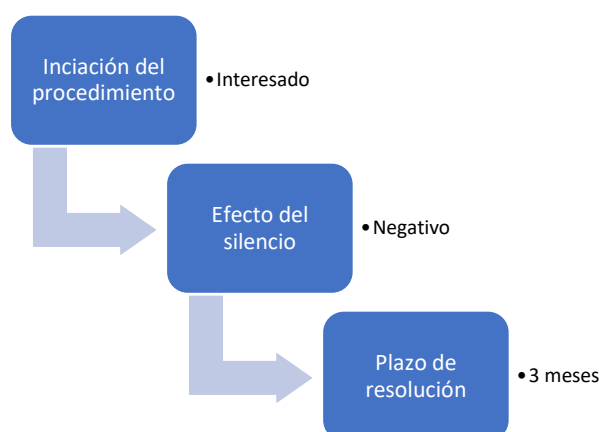 Inciación del
procedimiento
•Interesado
Efecto del
silencio
•Negativo
Plazo de
resolución
•3 meses